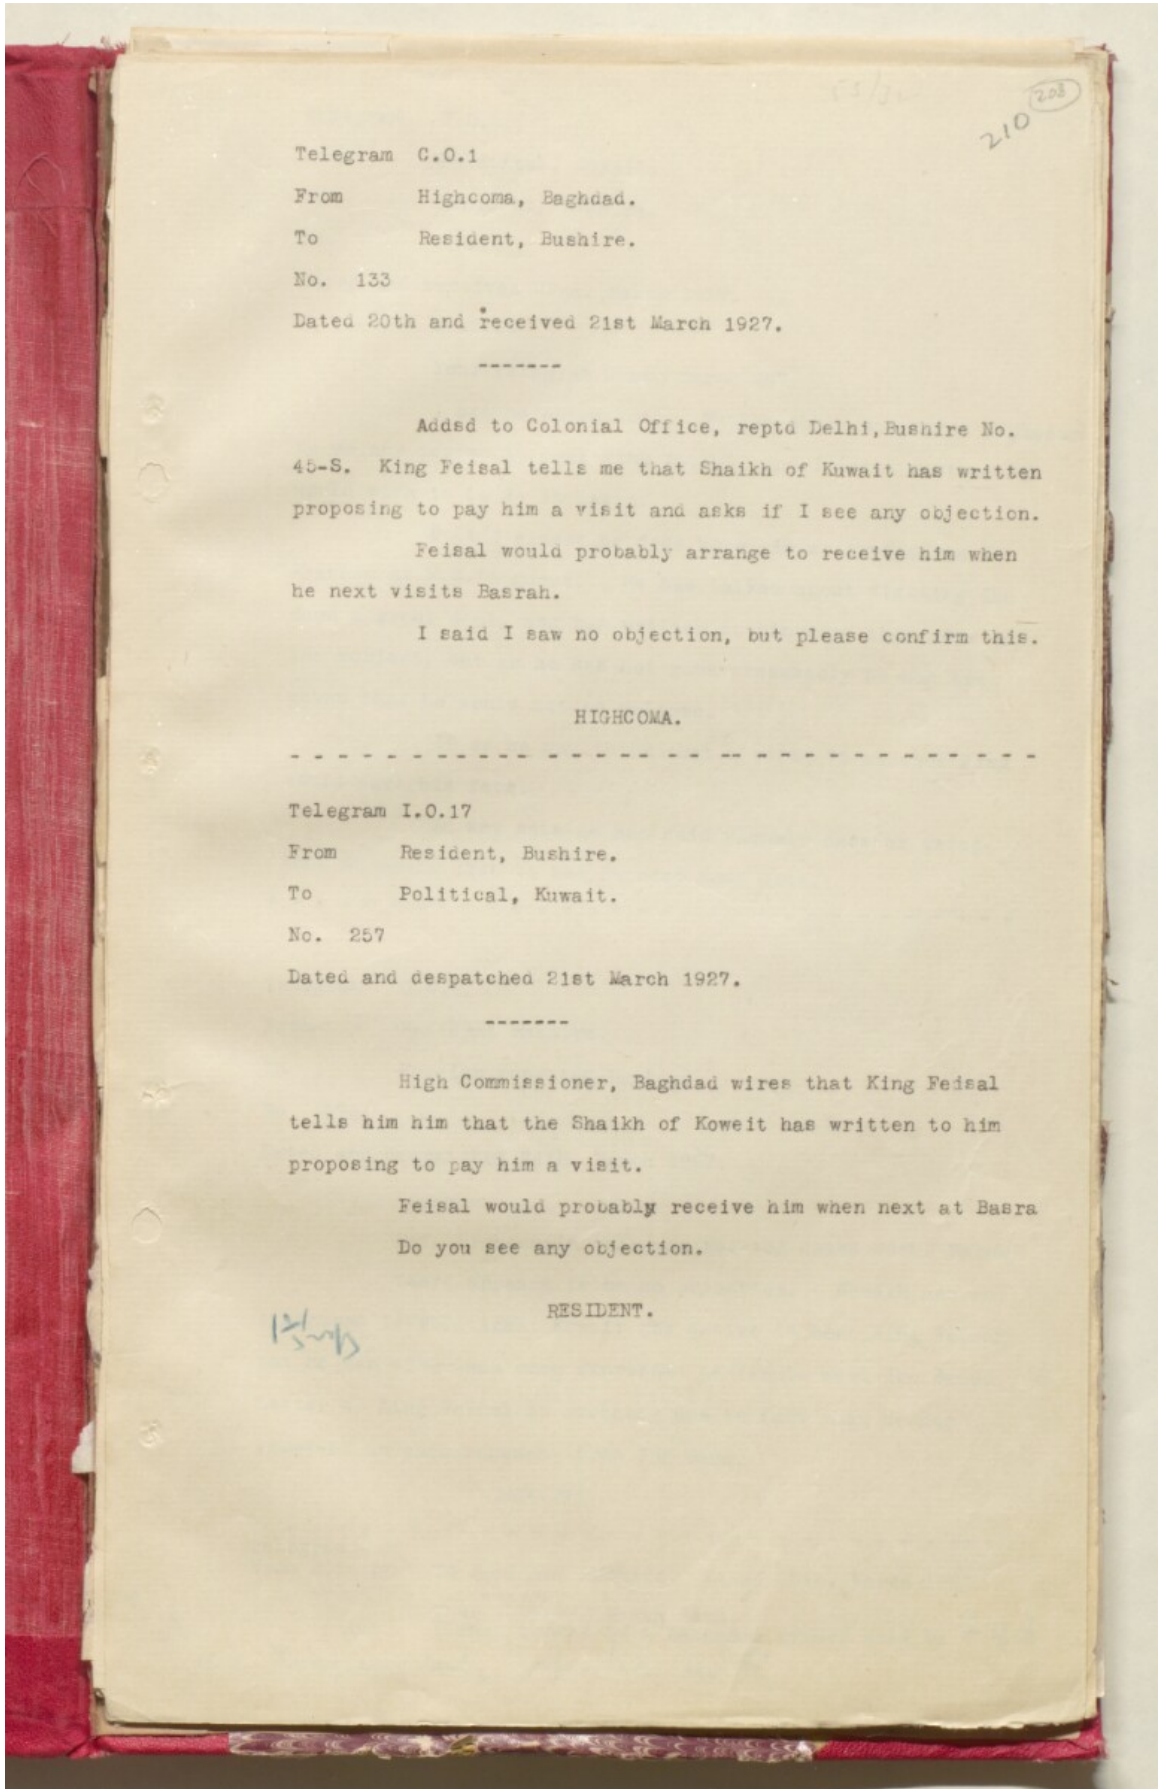 208
210
Telegram C.O.1
From Highcoma, Baghdad.
To Resident, Bushire.
No. 133
Dated 20th and received 21st March 1927.
-------
Addsd to Colonial Office, reptd Delhi,Bushire No.
45-S. King Feisal tells me that Shaikh of Kuwait has written
proposing to pay him a visit and asks if I see any objection.
Feisal would probably arrange to receive him when
he next visits Basrah.
I said I saw no objection, but please confirm this.
HIGHCOMA.
- - - - - - - - - - - - - - - - - -- - - - - - - - - - - - -
Telegram I.O.17
From Resident, Bushire.
To Political, Kuwait.
No. 257
Dated and despatched 21st March 1927.
-------
High Commissioner, Baghdad wires that King Feisal
tells him him that the Shaikh of Koweit has written to him
proposing to pay him a visit.
Feisal would probably receive him when next at Basra
Do you see any objection.
RESIDENT.